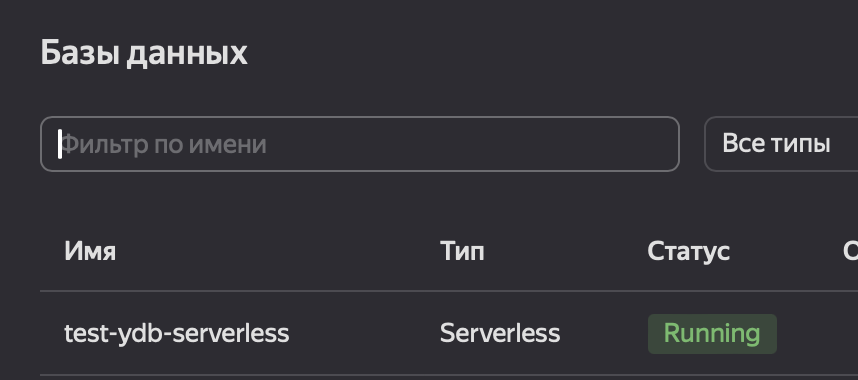 Базы данных
Фильтр по имени
Все типы
Имя Тип Статус
test-ydb-serverless Serverless Running